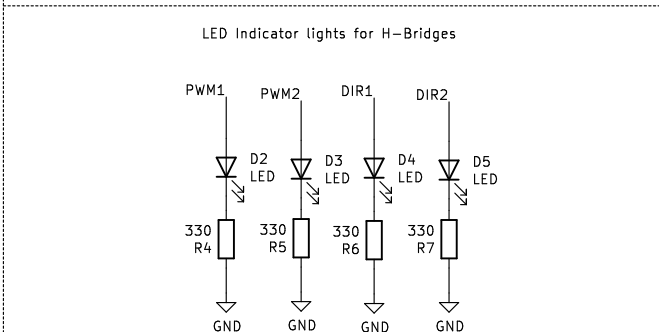 LED Indicator lights for H-Bridges
PWM1
PWM2
DIR1
DIR2
D2
LED
D3
LED
D4
LED
D5
LED
330
R4
330
R5
330
R6
330
R7
GND
GND
GND
GND